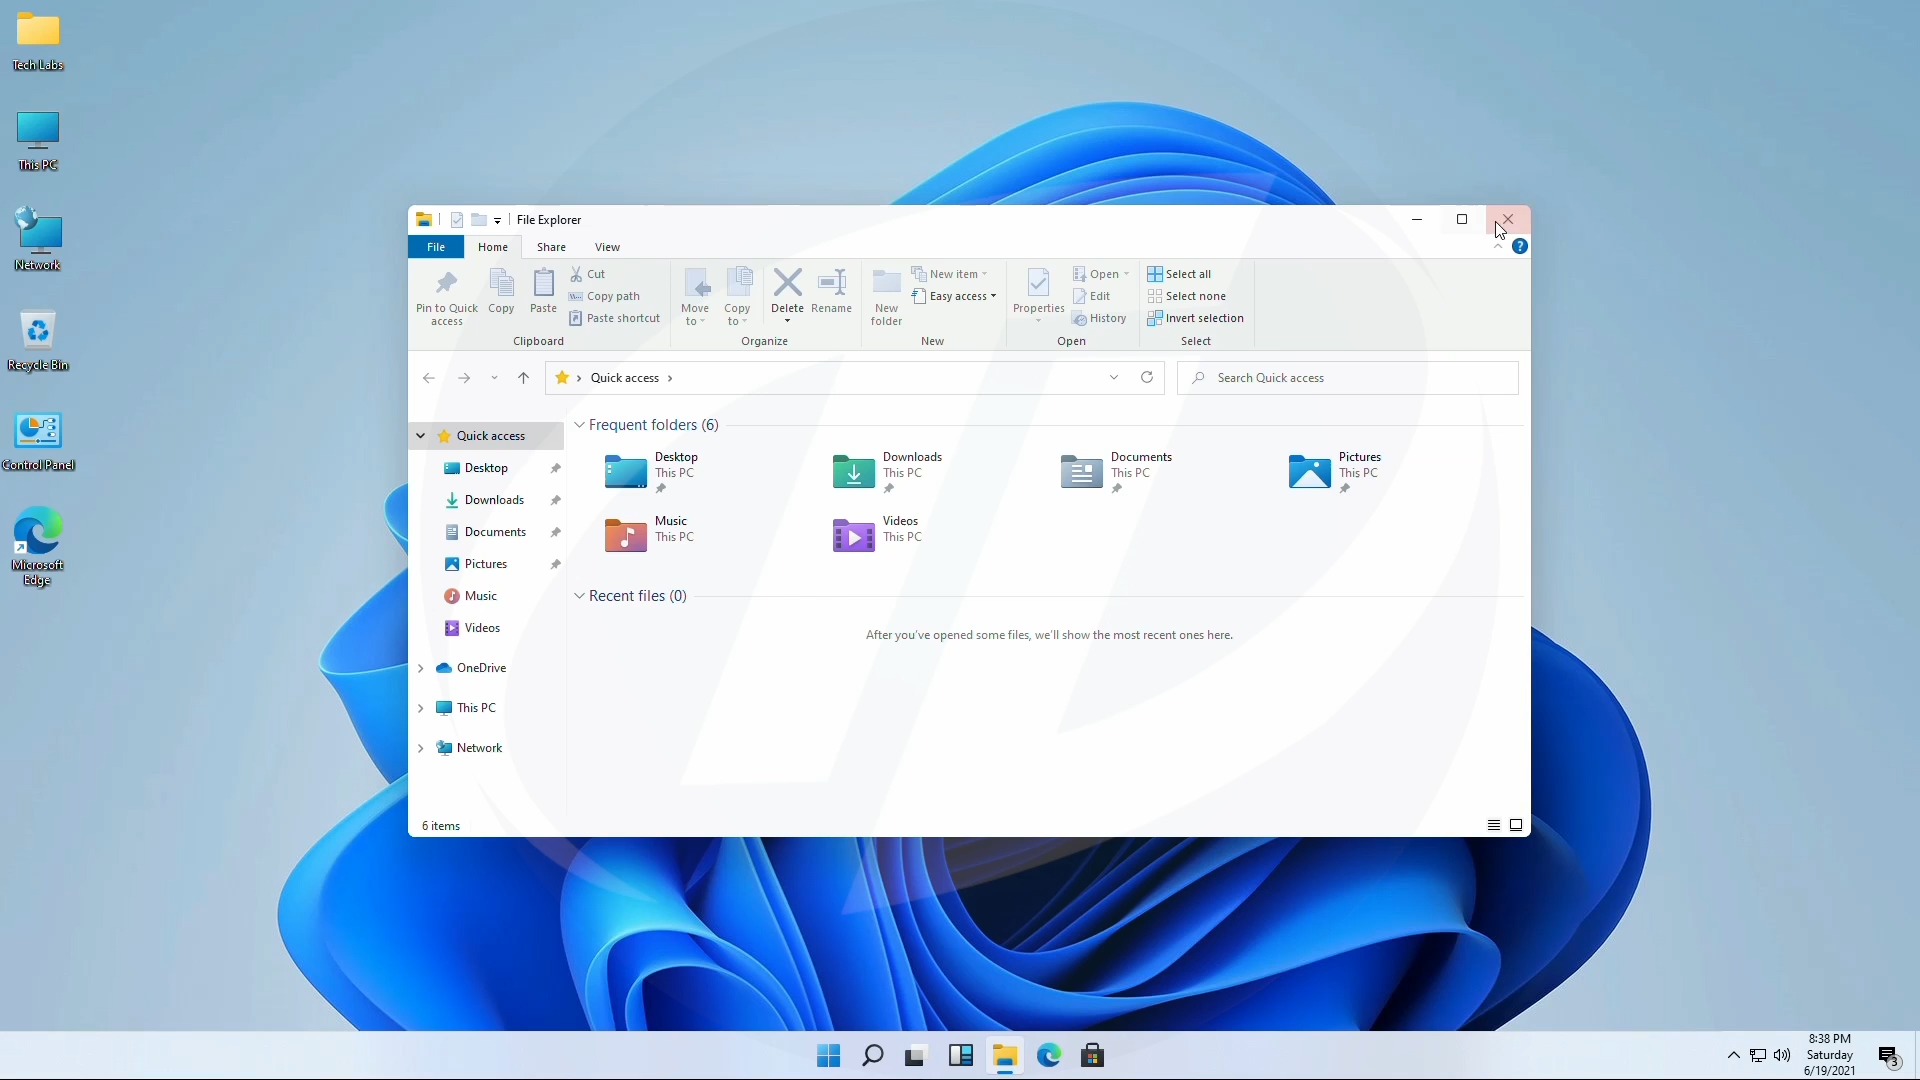 Tech Labs
This PC
Network
Recycle Bin
Control Panel
Microsoft
Edge
File Explorer
File
Home
Share
View
?
Pin to Quick
access
Copy
Paste
Cut
Copy path
Paste shortcut
Clipboard
Move
to
Copy
to
Delete
Rename
Organize
New
folder
New item
Easy access
New
Properties
Open
Edit
History
Open
Select all
Select none
Invert selection
Select
Quick access
Search Quick access
Quick access
Desktop
Downloads
Documents
Pictures
Music
Videos
OneDrive
This PC
Network
Frequent folders (6)
Desktop
This PC
Downloads
This PC
Documents
This PC
Pictures
This PC
Music
This PC
Videos
This PC
Recent files (0)
After you've opened some files, we'll show the most recent ones here.
6 items
8:38 PM
Saturday
6/19/2021
3